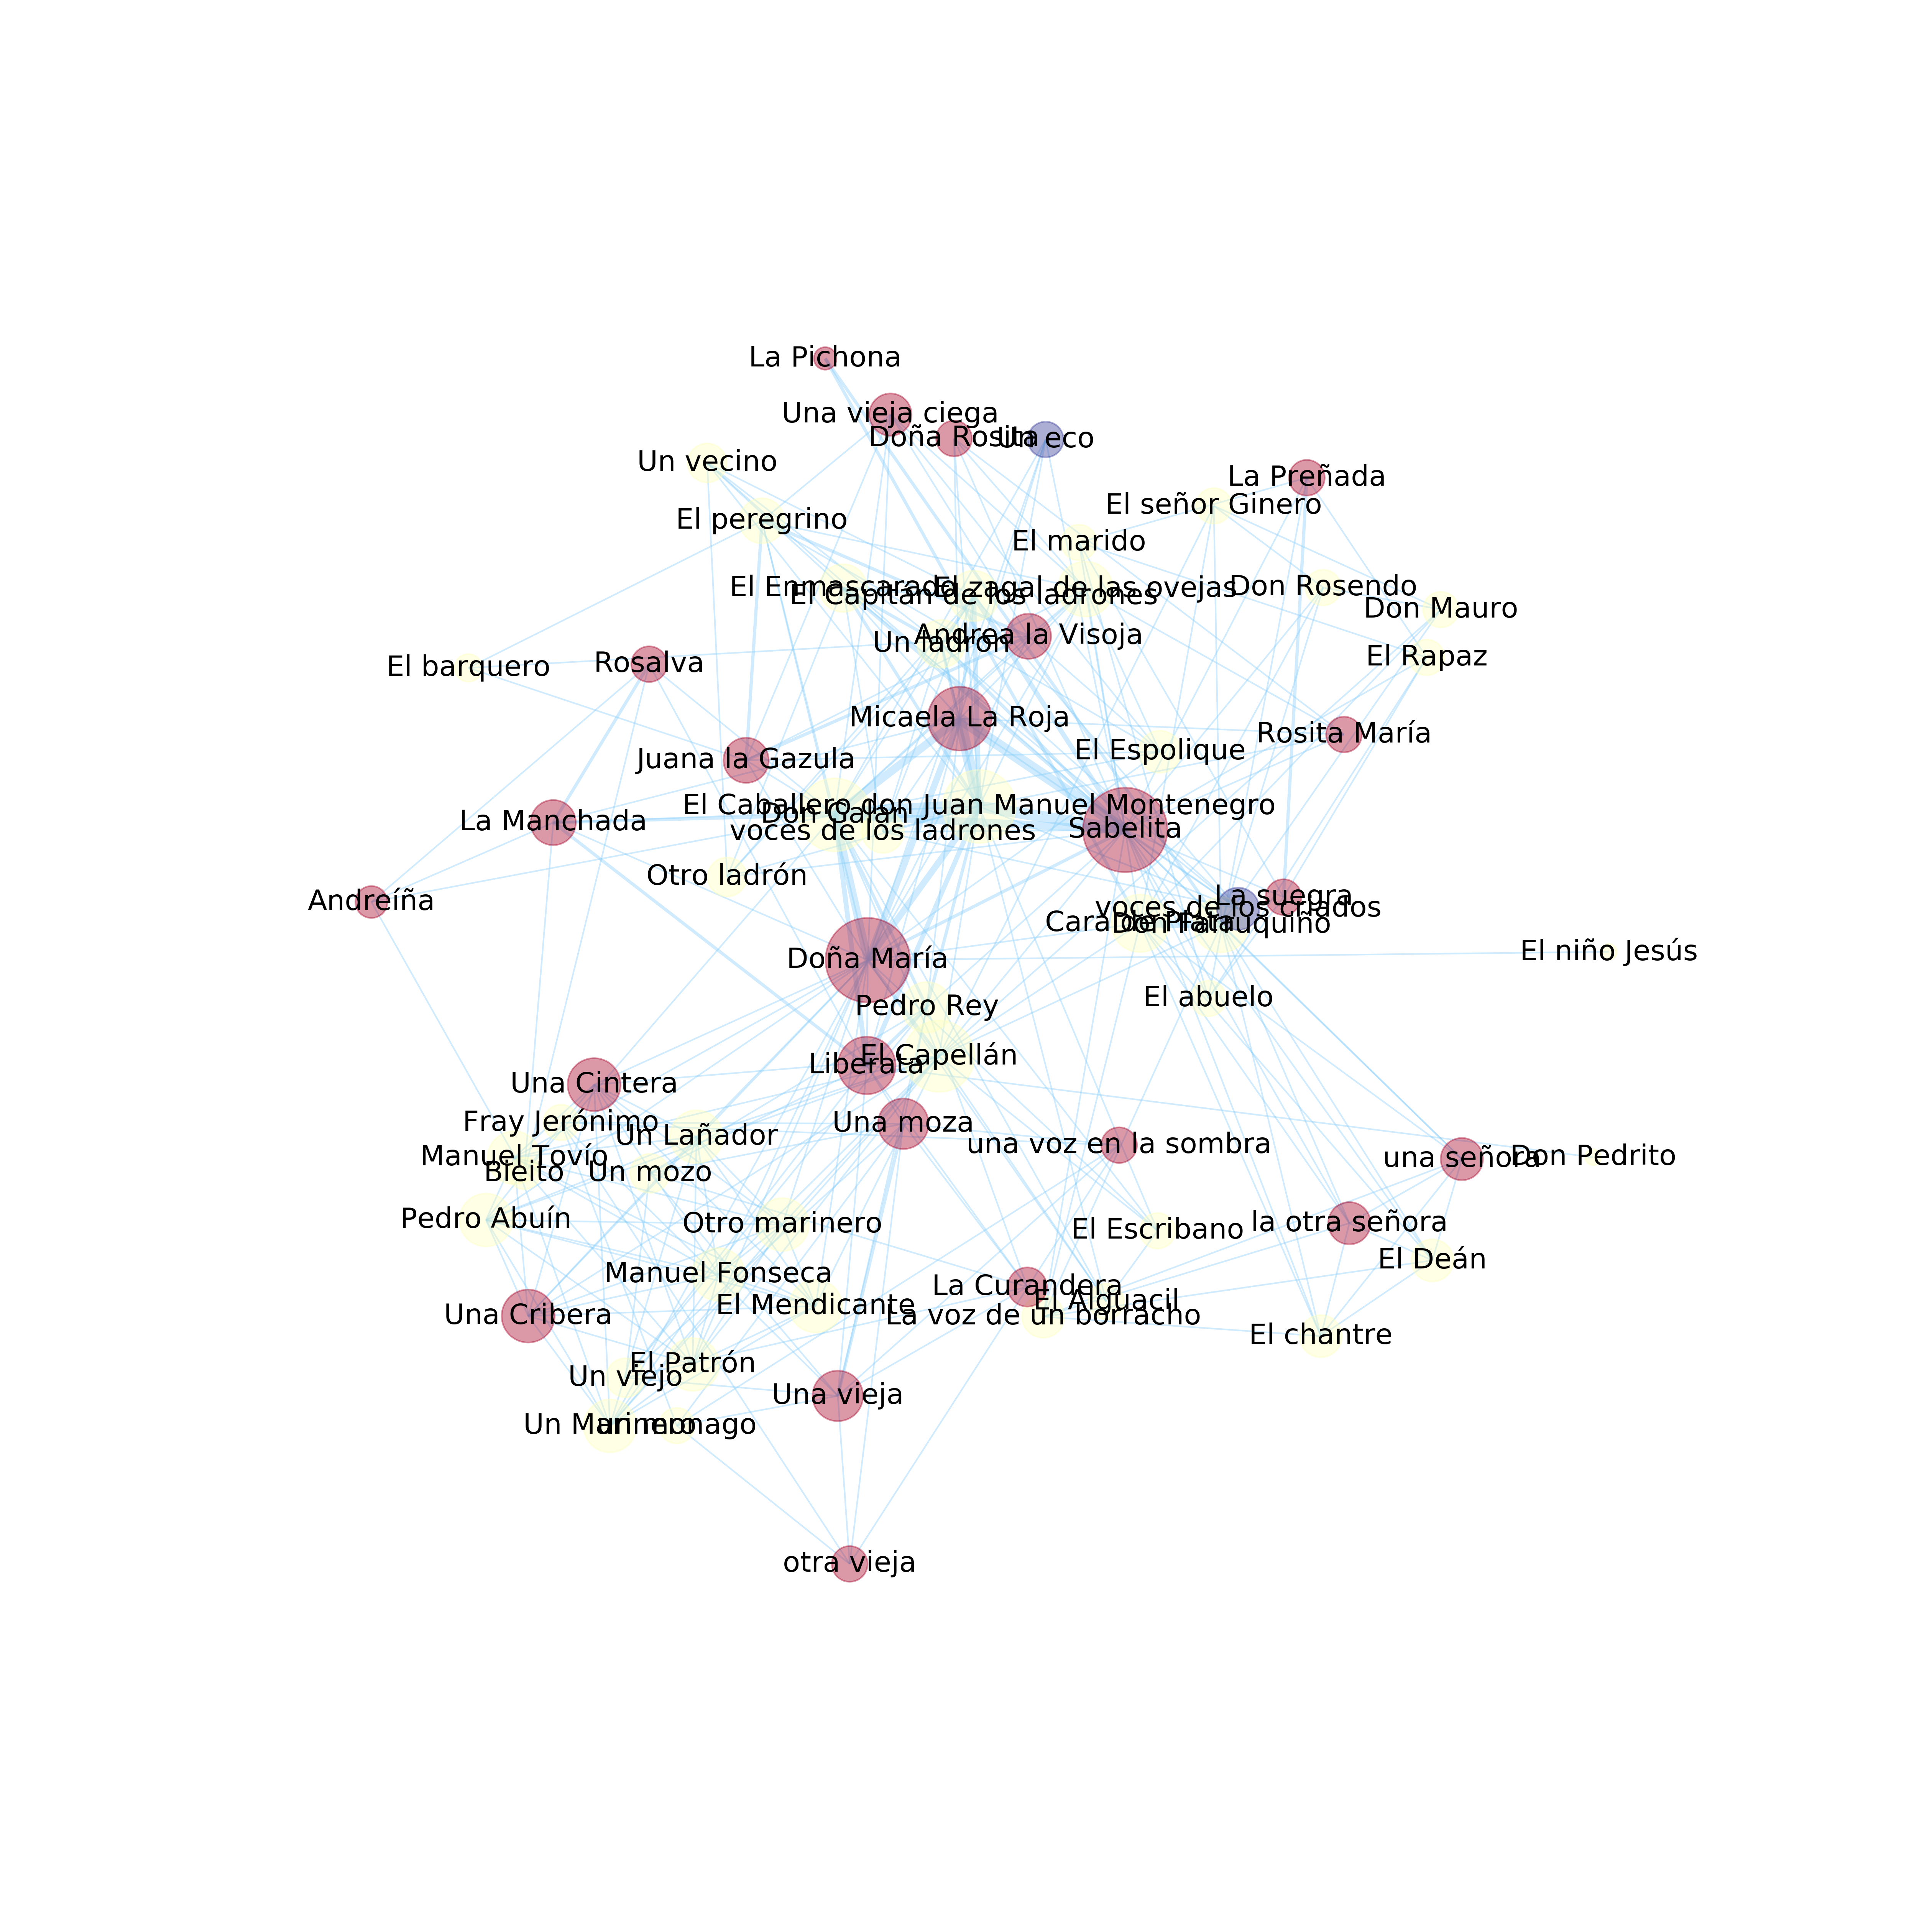 La Pichona
Una vieja ciega
Doña Rosita
Un eco
Un vecino
La Preñada
El señor Ginero
El peregrino
El marido
El Enmascarado
El zagal de las ovejas
Don Rosendo
El Capitán de los ladrones
Don Mauro
Andrea la Visoja
Un ladrón
El Rapaz
El barquero
Rosalva
Micaela La Roja
Rosita María
El Espolique
Juana la Gazula
El Caballero don Juan Manuel Montenegro
Don Galán
La Manchada
Sabelita
voces de los ladrones
Otro ladrón
La suegra
Andreíña
voces de los criados
Cara de Plata
Don Farruquiño
El niño Jesús
Doña María
El abuelo
Pedro Rey
El Capellán
Liberata
Una Cintera
Fray Jerónimo
Una moza
Un Lañador
una voz en la sombra
Manuel Tovío
una señora
Don Pedrito
Bieito
Un mozo
Pedro Abuín
Otro marinero
la otra señora
El Escribano
El Deán
Manuel Fonseca
La Curandera
El Alguacil
El Mendicante
Una Cribera
La voz de un borracho
El chantre
El Patrón
Un viejo
Una vieja
Un Marinero
un monago
otra vieja